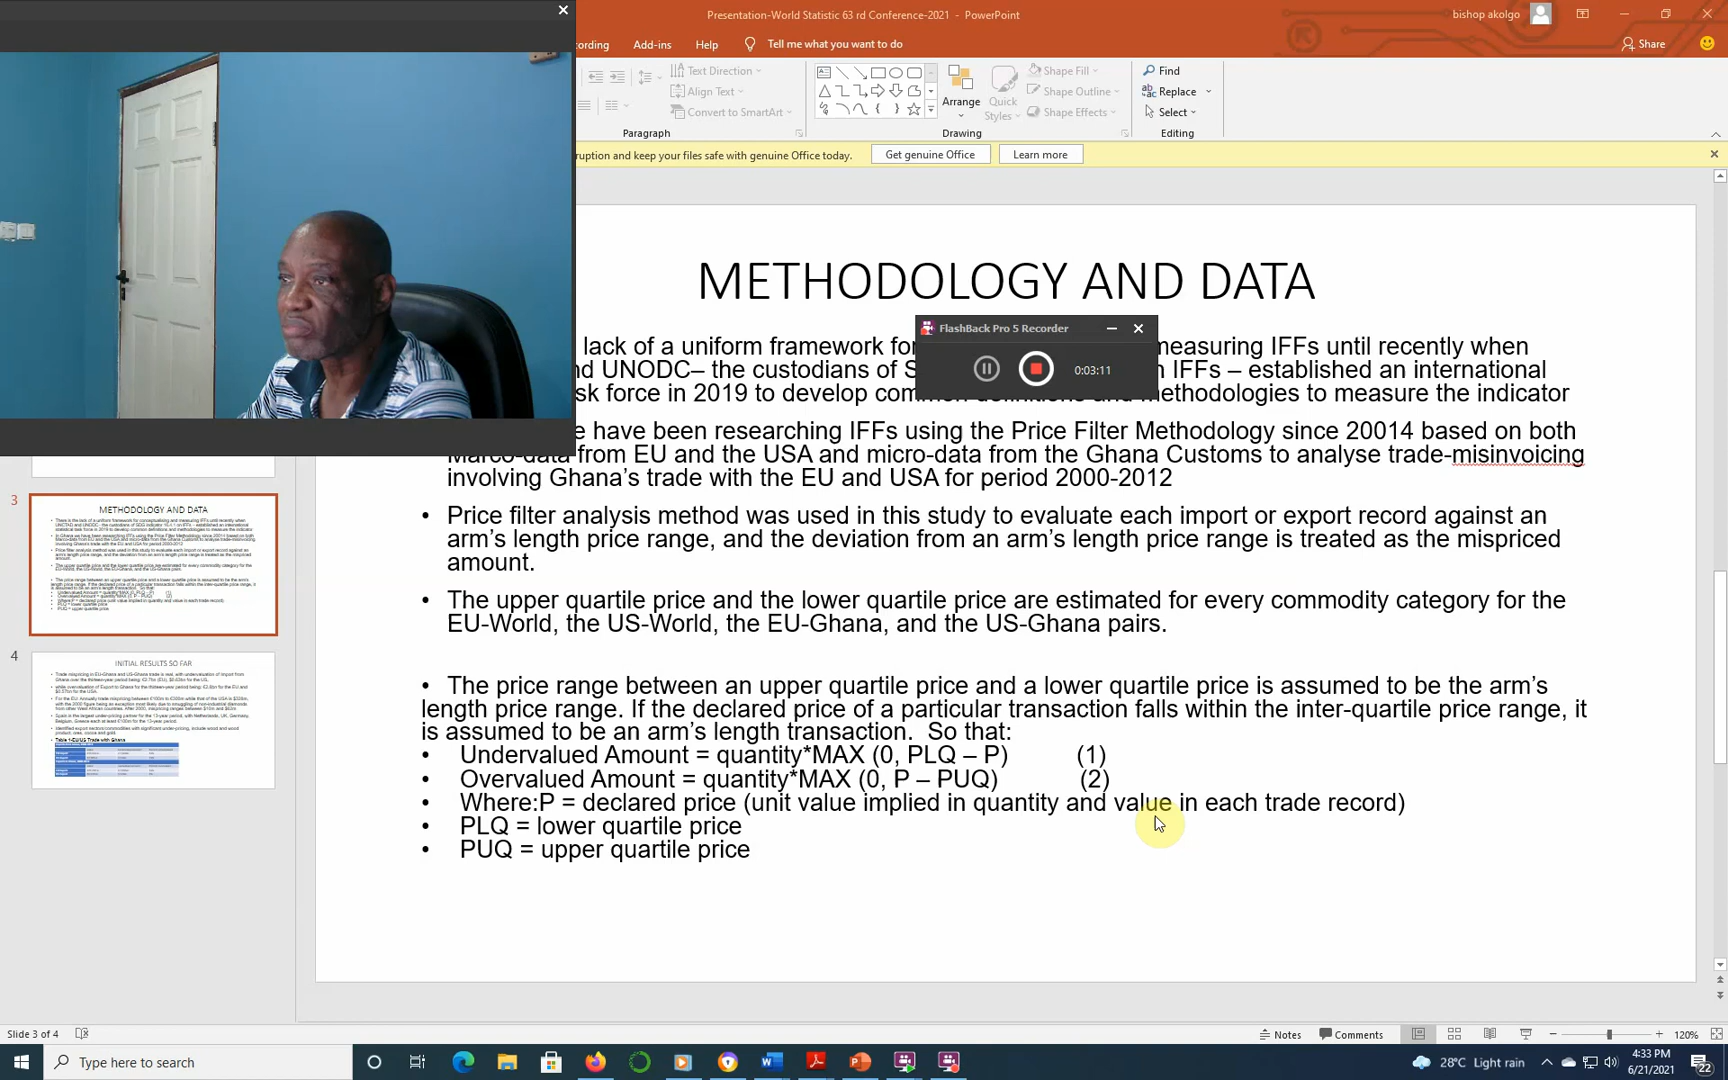 Presentation-World Statistic 63 rd Conference-2021 - PowerPoint
bishop akolgo
ording Add-ins Help Tell me what you want to do
Share
Text Direction
Align Text
Convert to SmartArt
Paragraph
Arrange
Quick
Styles
Shape Fill
Shape Outline
Shape Effects
Drawing
Find
Replace
Select
Editing
ruption and keep your files safe with genuine Office today.
Get genuine Office
Learn more
METHODOLOGY AND DATA
FlashBack Pro 5 Recorder
0:03:11
lack of a uniform framework for measuring IFFs until recently when
nd UNODC– the custodians of S n IFFs – established an international
sk force in 2019 to develop common definitions and methodologies to measure the indicator
e have been researching IFFs using the Price Filter Methodology since 20014 based on both
Marco-data from EU and the USA and micro-data from the Ghana Customs to analyse trade-misinvoicing
involving Ghana's trade with the EU and USA for period 2000-2012
• Price filter analysis method was used in this study to evaluate each import or export record against an
arm's length price range, and the deviation from an arm's length price range is treated as the mispriced
amount.
• The upper quartile price and the lower quartile price are estimated for every commodity category for the
EU-World, the US-World, the EU-Ghana, and the US-Ghana pairs.
• The price range between an upper quartile price and a lower quartile price is assumed to be the arm's
length price range. If the declared price of a particular transaction falls within the inter-quartile price range, it
is assumed to be an arm's length transaction. So that:
• Undervalued Amount = quantity*MAX (0, PLQ – P) (1)
• Overvalued Amount = quantity*MAX (0, P – PUQ) (2)
• Where:P = declared price (unit value implied in quantity and value in each trade record)
• PLQ = lower quartile price
• PUQ = upper quartile price
3
METHODOLOGY AND DATA
4
INITIAL RESULTS SO FAR
Slide 3 of 4
Notes
Comments
120%
Type here to search
28°C Light rain
4:33 PM
6/21/2021
22